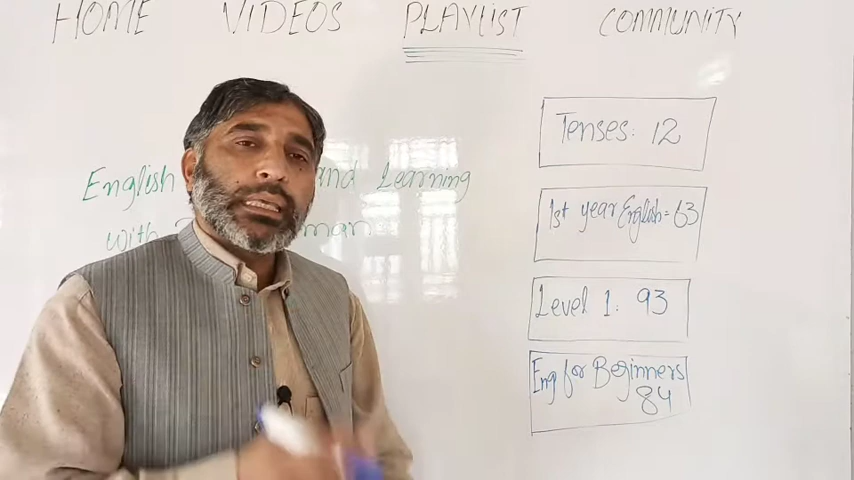 HOME VIDEOS PLAYLIST COMMUNITY
English and Learning
with
Tenses: 12
1st year English = 63
Level 1: 93
Eng for Beginners
84